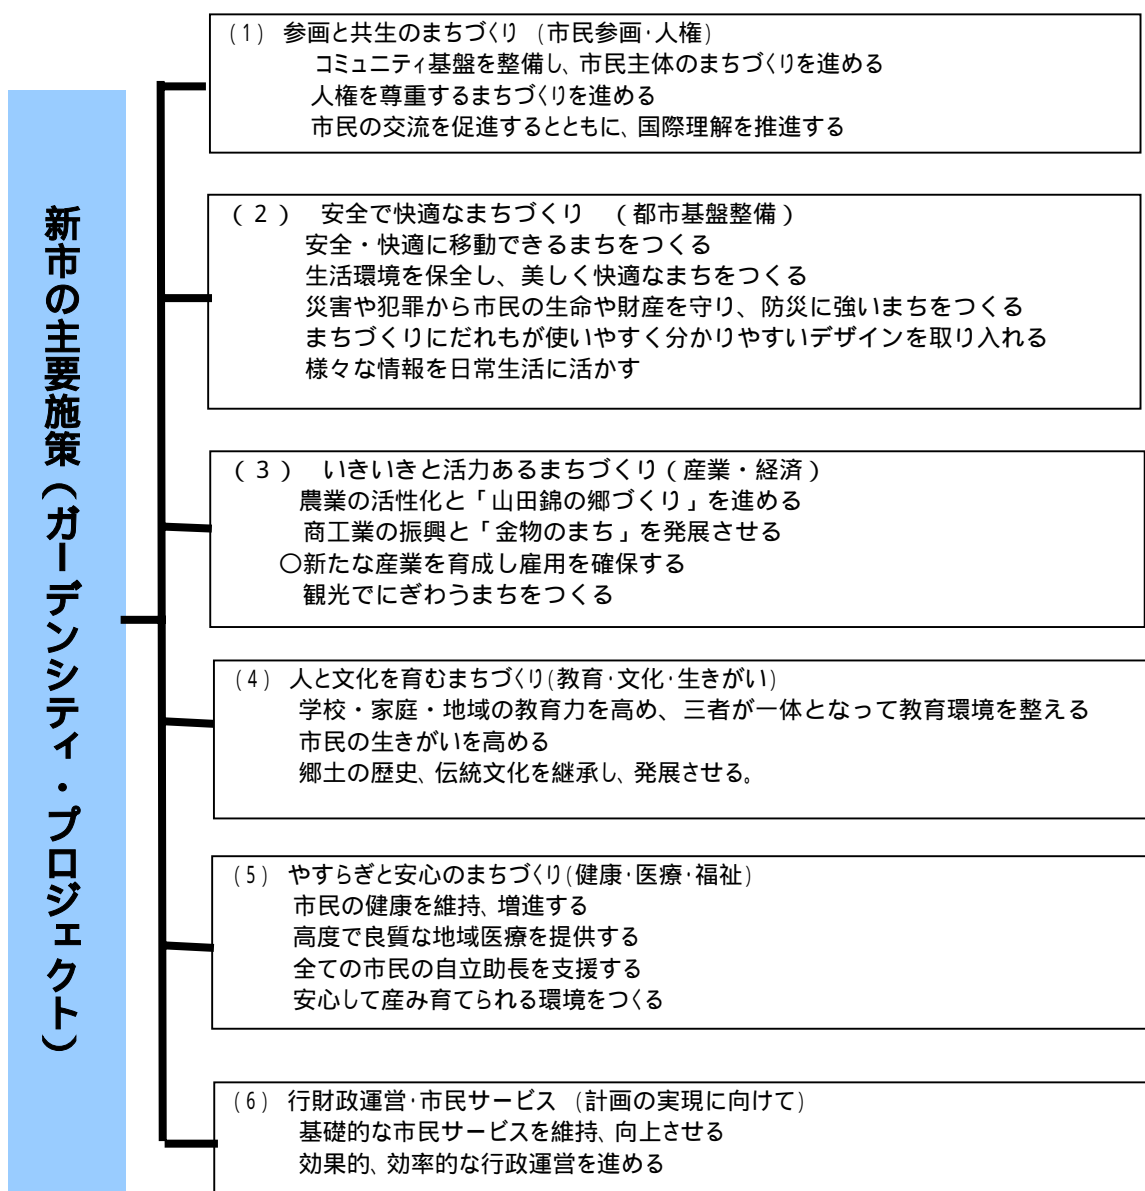 新市の主要施策(ガーデンシティ・プロジェクト)
(1) 参画と共生のまちづくり (市民参画・人権)
コミュニティ基盤を整備し、市民主体のまちづくりを進める
人権を尊重するまちづくりを進める
市民の交流を促進するとともに、国際理解を推進する
(2) 安全で快適なまちづくり (都市基盤整備)
安全・快適に移動できるまちをつくる
生活環境を保全し、美しく快適なまちをつくる
災害や犯罪から市民の生命や財産を守り、防災に強いまちをつくる
まちづくりにだれもが使いやすく分かりやすいデザインを取り入れる
様々な情報を日常生活に活かす
(3) いきいきと活力あるまちづくり(産業・経済)
農業の活性化と「山田錦の郷づくり」を進める
商工業の振興と「金物のまち」を発展させる
○新たな産業を育成し雇用を確保する
観光でにぎわうまちをつくる
(4) 人と文化を育むまちづくり(教育・文化・生きがい)
学校・家庭・地域の教育力を高め、三者が一体となって教育環境を整える
市民の生きがいを高める
郷土の歴史、伝統文化を継承し、発展させる。
(5) やすらぎと安心のまちづくり(健康・医療・福祉)
市民の健康を維持、増進する
高度で良質な地域医療を提供する
全ての市民の自立助長を支援する
安心して産み育てられる環境をつくる
(6) 行財政運営・市民サービス (計画の実現に向けて)
基礎的な市民サービスを維持、向上させる
効果的、効率的な行政運営を進める